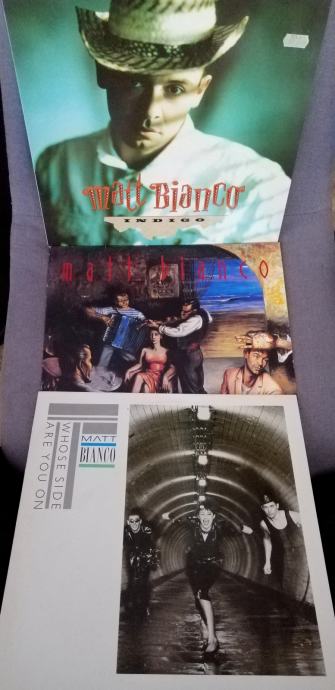 matt Bianco
INDIGO
matt bianco
MATT
BIANCO
WHOSE SIDE
ARE YOU ON